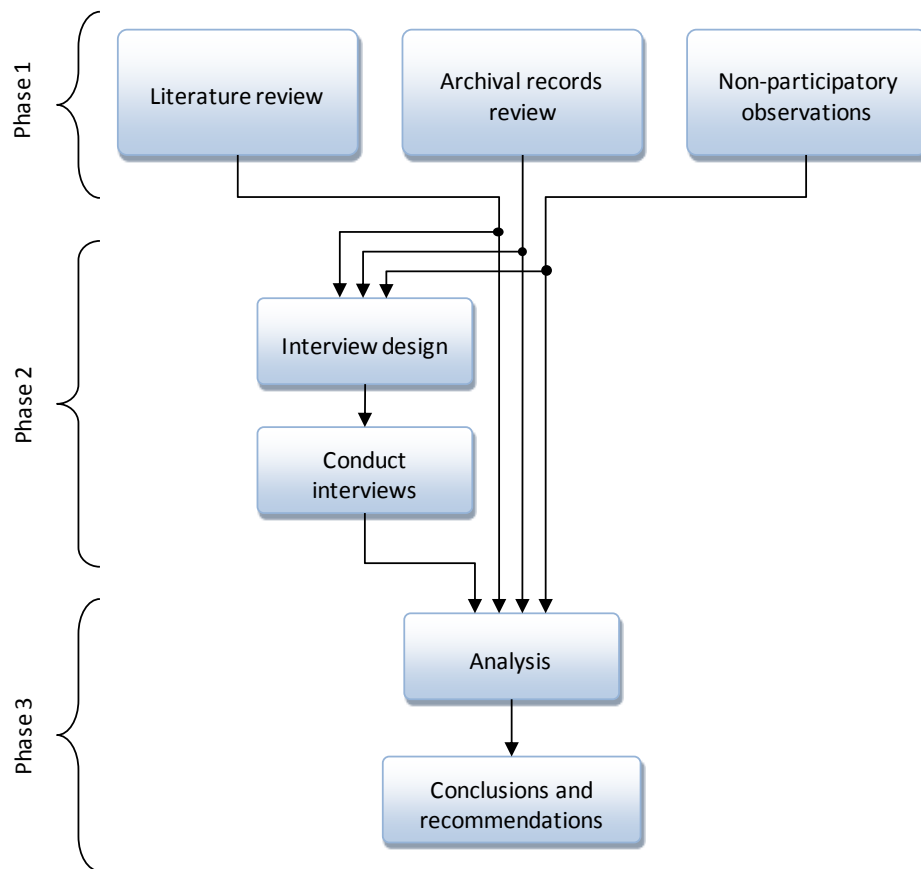 Phase 1
Literature review
Archival records
review
Non-participatory
observations
Phase 2
Interview design
Conduct
interviews
Phase 3
Analysis
Conclusions and
recommendations